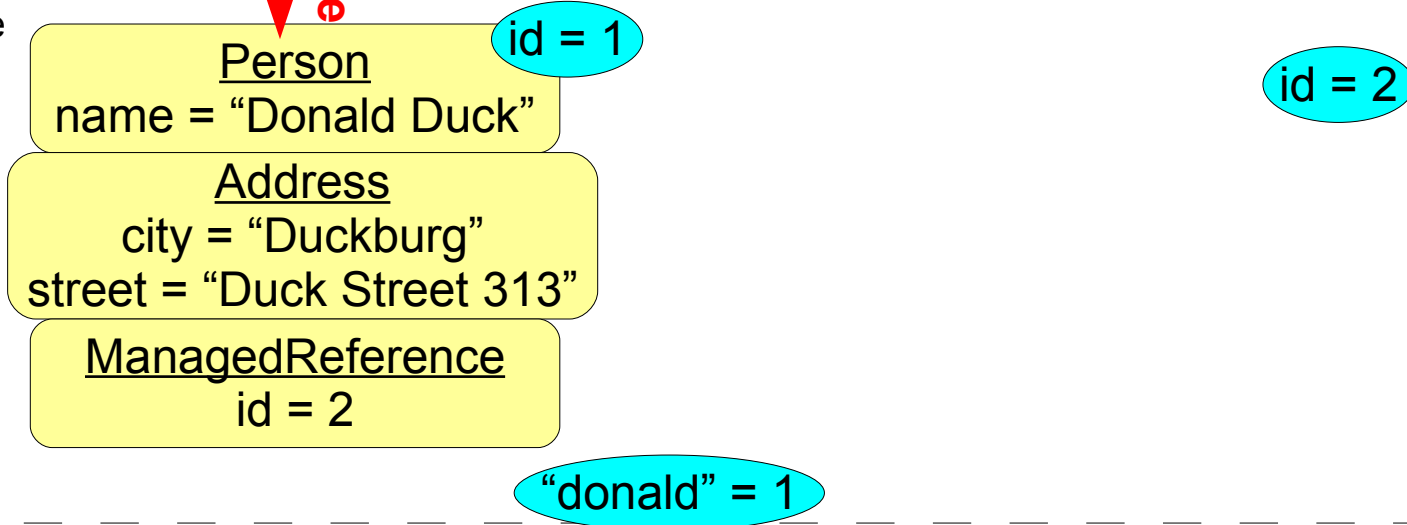 e
e
id = 1
Person
name = “Donald Duck”
id = 2
Address
city = “Duckburg”
street = “Duck Street 313”
ManagedReference
id = 2
“donald” = 1